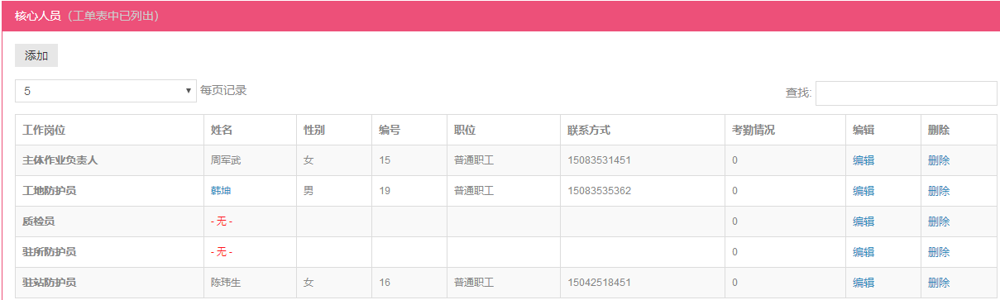 核心人员（工单表中已列出）
添加
5 每页记录 查找:
工作岗位 姓名 性别 编号 职位 联系方式 考勤情况 编辑 删除
主体作业负责人 周军武 女 15 普通职工 15083531451 0 编辑 删除
工地防护员 韩坤 男 19 普通职工 15083535362 0 编辑 删除
质检员 - 无 - 0 编辑 删除
驻所防护员 - 无 - 0 编辑 删除
驻站防护员 陈玮生 女 16 普通职工 15042518451 0 编辑 删除